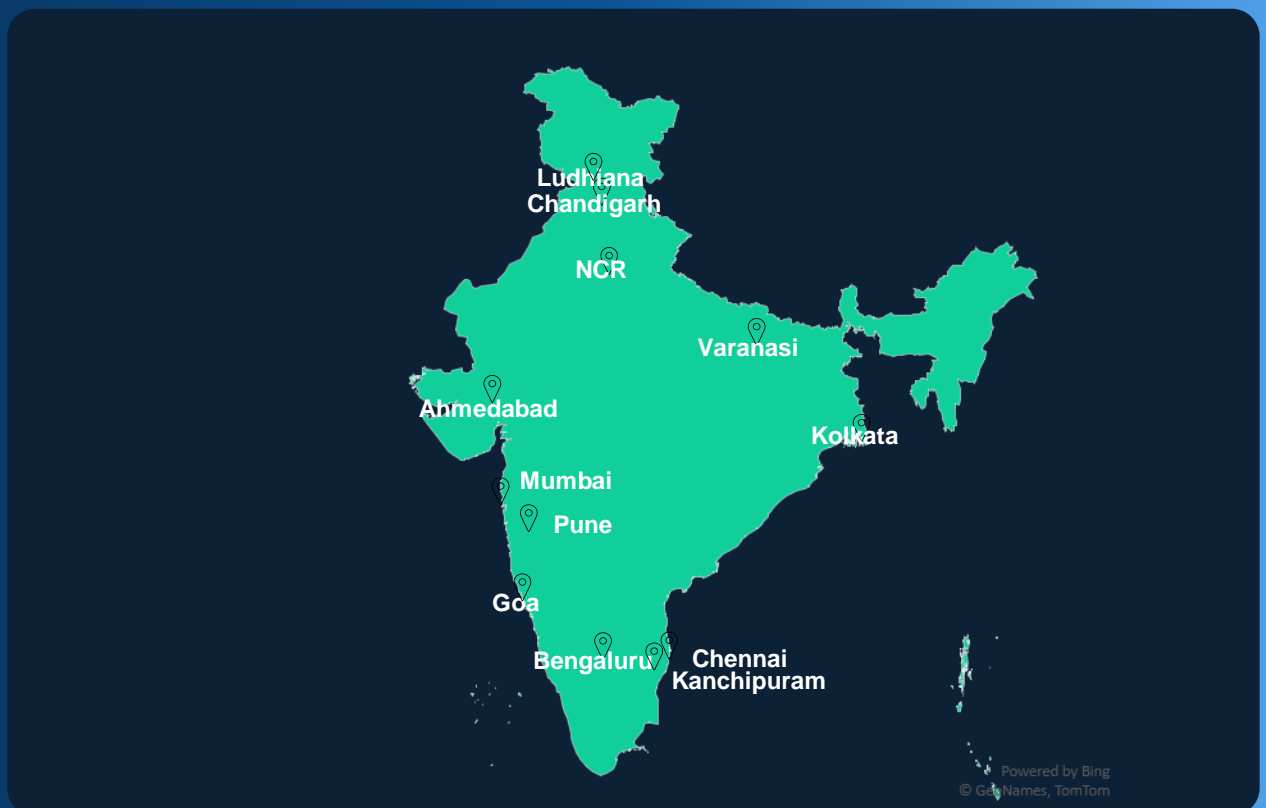 Ludhiana
Chandigarh
NCR
Varanasi
Ahmedabad
Kolkata
Mumbai
Pune
Goa
Bengaluru
Chennai
Kanchipuram
Powered by Bing
© GeoNames, TomTom